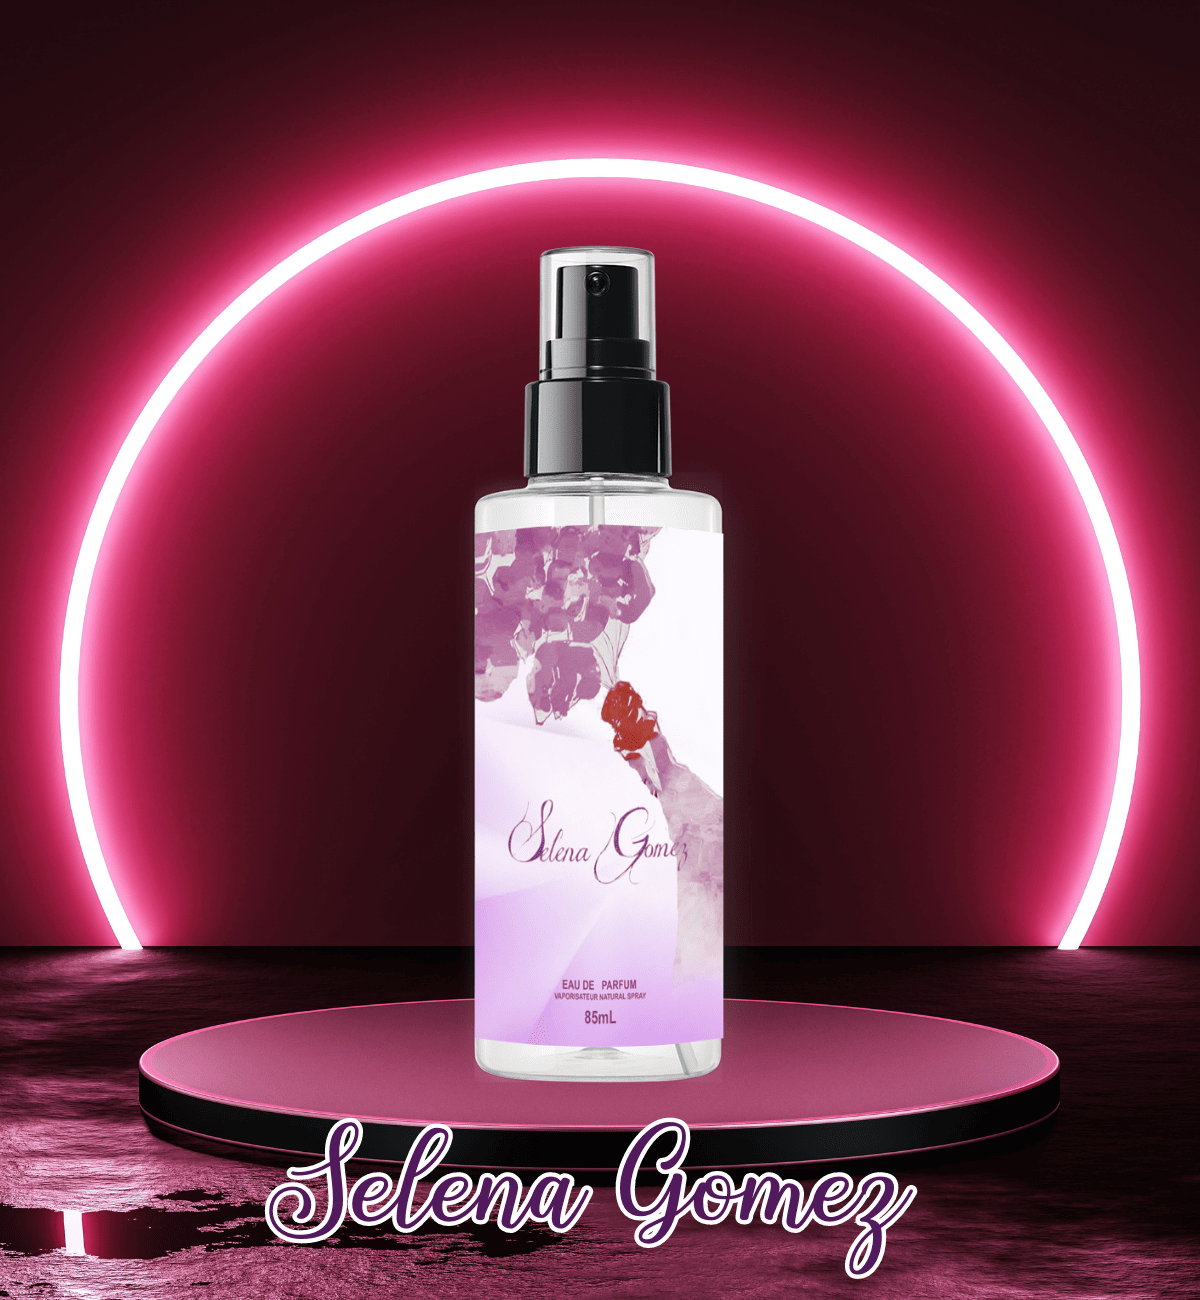 Selena Gomez
EAU DE PARFUM
VAPORISATEUR NATURAL SPRAY
85mL
Selena Gomez